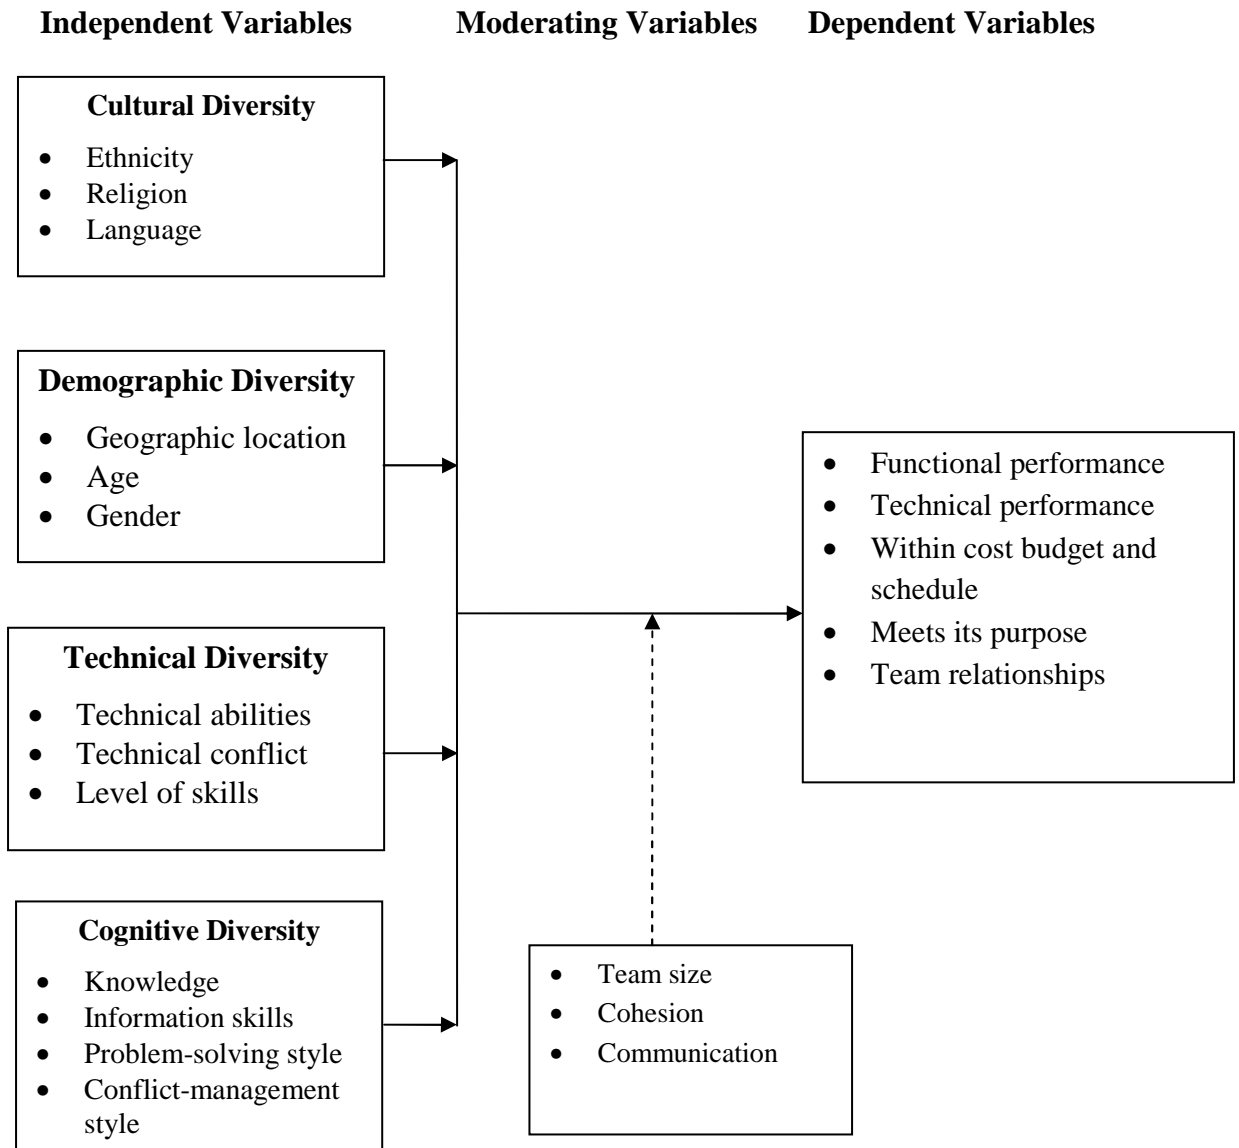 Independent Variables
Moderating Variables
Dependent Variables
Cultural Diversity
• Ethnicity
• Religion
• Language
Demographic Diversity
• Geographic location
• Age
• Gender
Technical Diversity
• Technical abilities
• Technical conflict
• Level of skills
Cognitive Diversity
• Knowledge
• Information skills
• Problem-solving style
• Conflict-management
style
• Team size
• Cohesion
• Communication
• Functional performance
• Technical performance
• Within cost budget and
schedule
• Meets its purpose
• Team relationships